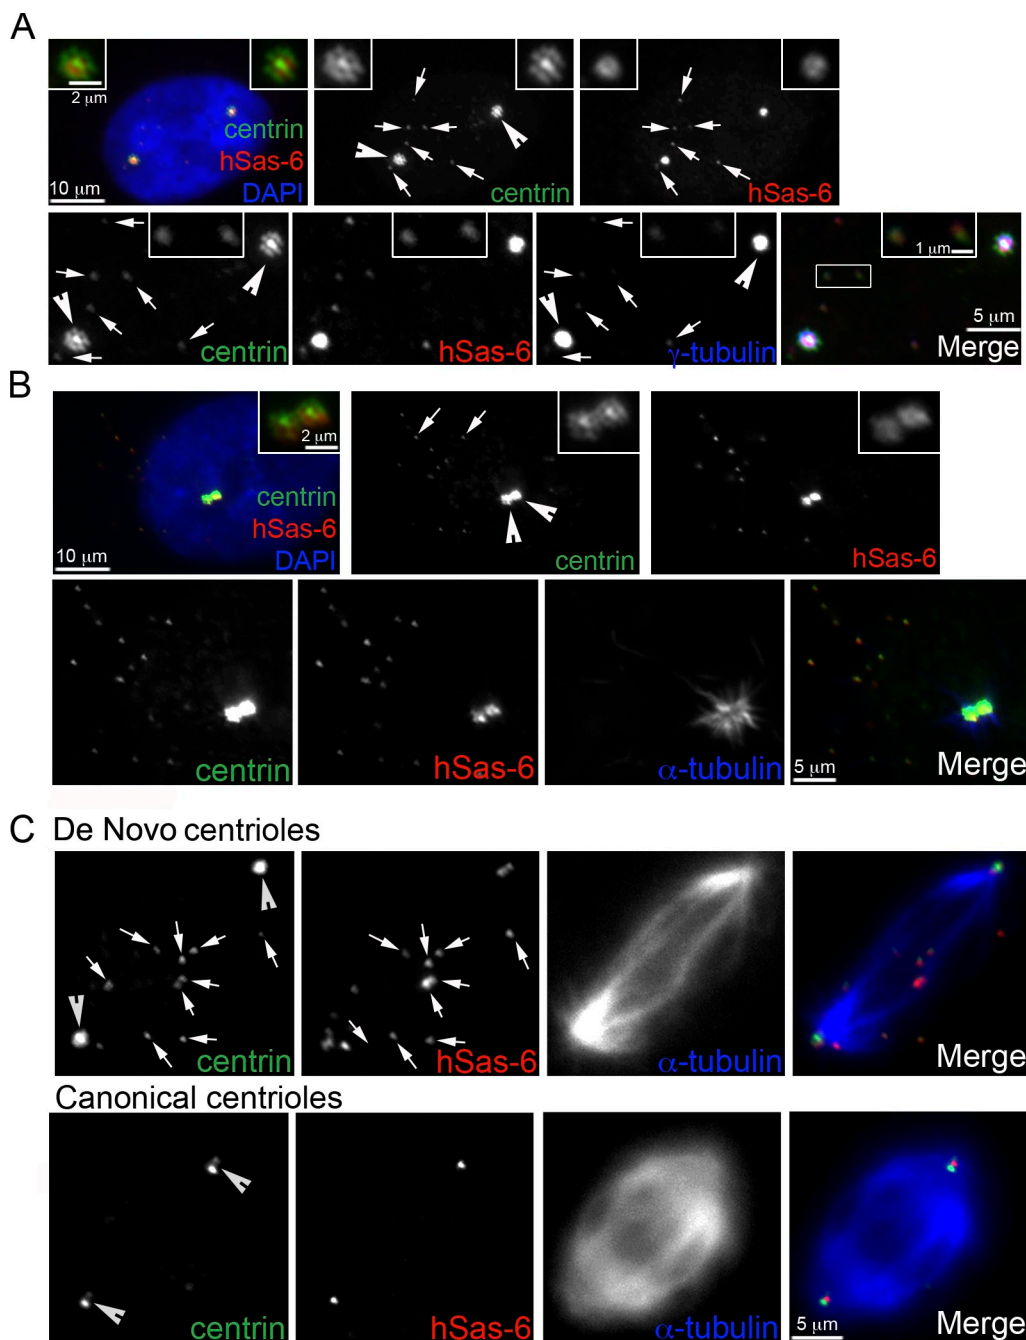 A
2 μm
centrin
hSas-6
DAPI
10 μm
centrin
hSas-6
centrin
hSas-6
γ-tubulin
1 μm
5 μm
Merge
B
2 μm
centrin
hSas-6
DAPI
10 μm
centrin
hSas-6
centrin
hSas-6
α-tubulin
5 μm
Merge
C De Novo centrioles
centrin
hSas-6
α-tubulin
Merge
Canonical centrioles
centrin
hSas-6
α-tubulin
5 μm
Merge